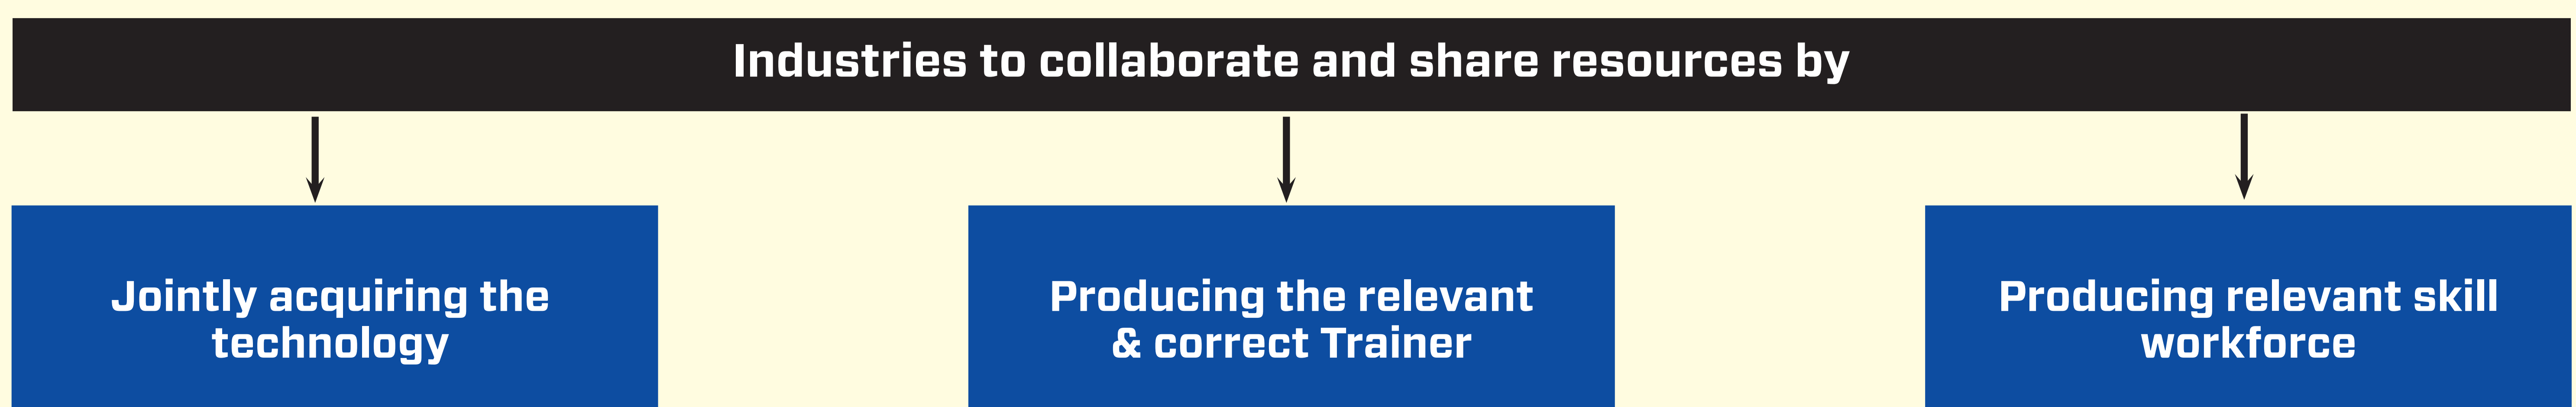 Industries to collaborate and share resources by
Jointly acquiring the
technology
Producing the relevant
& correct Trainer
Producing relevant skill
workforce